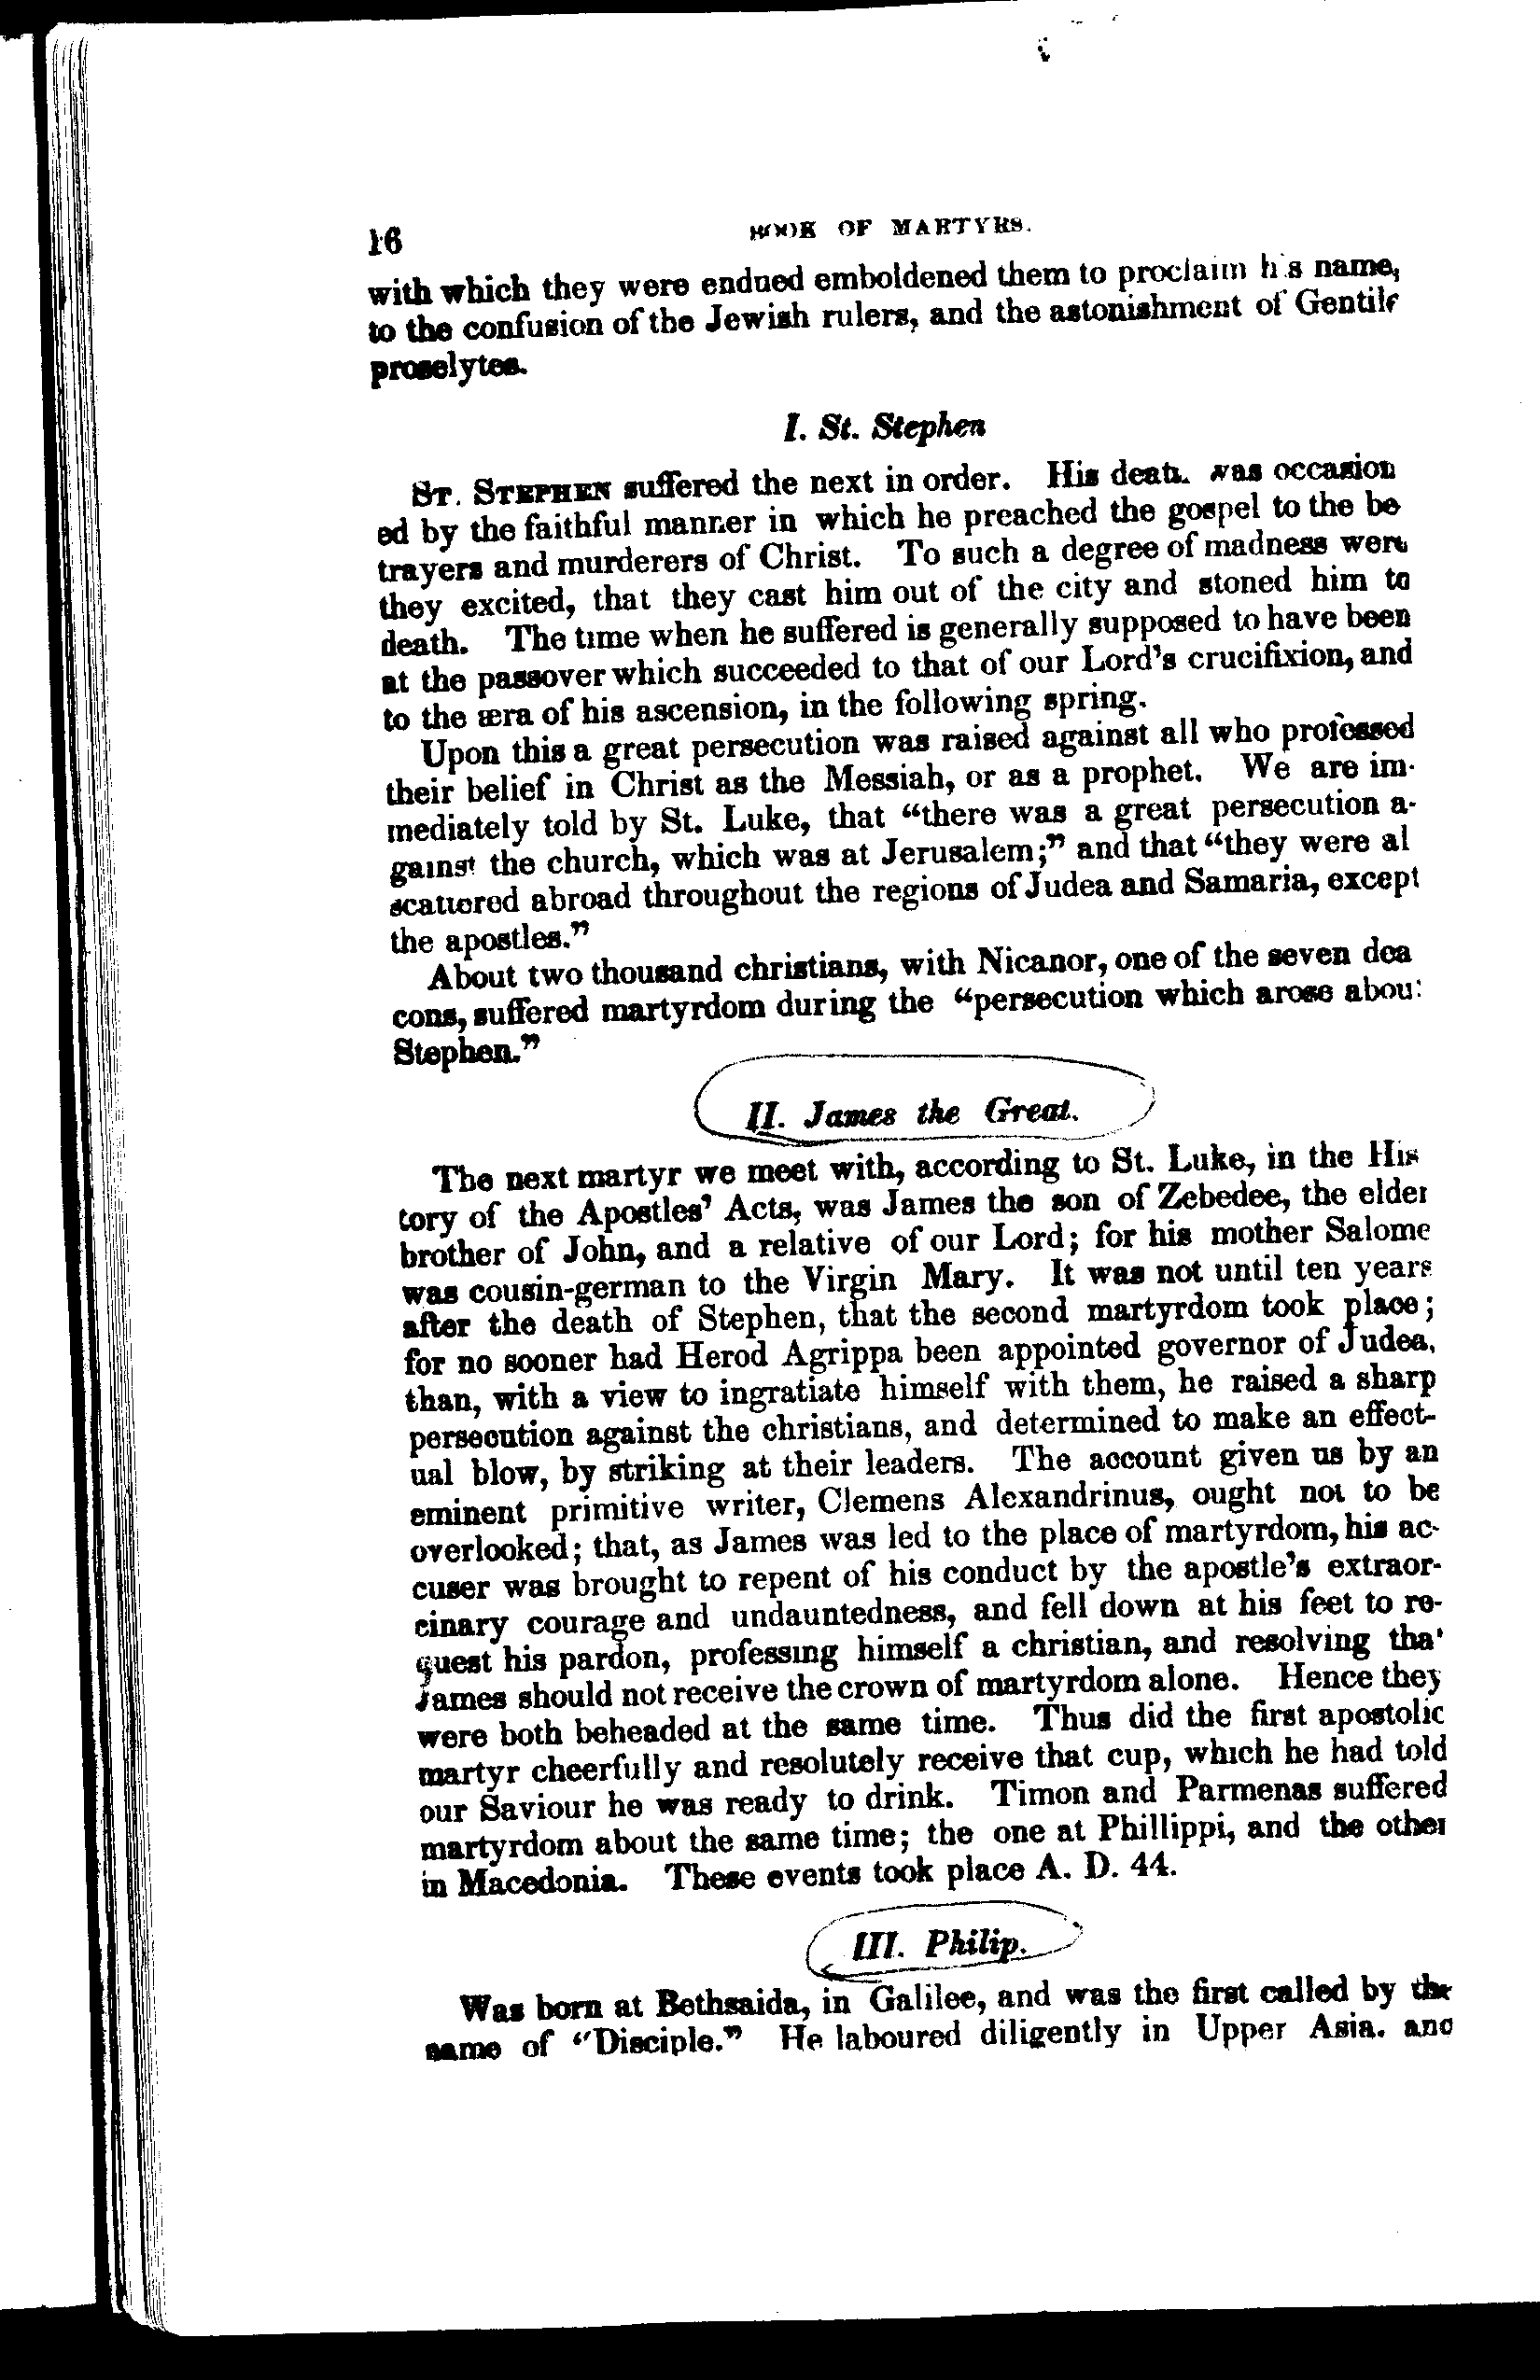 16 BOOK OF MARTYRS.
with which they were endued emboldened them to proclaim his name,
to the confusion of the Jewish rulers, and the astonishment of Gentile
proselytes.
I. St. Stephen
ST. STEPHEN suffered the next in order. His death was occasion
ed by the faithful manner in which he preached the gospel to the be
trayers and murderers of Christ. To such a degree of madness were
they excited, that they cast him out of the city and stoned him to
death. The time when he suffered is generally supposed to have been
at the passover which succeeded to that of our Lord's crucifixion, and
to the æra of his ascension, in the following spring.
Upon this a great persecution was raised against all who professed
their belief in Christ as the Messiah, or as a prophet. We are im-
mediately told by St. Luke, that “there was a great persecution a-
gainst the church, which was at Jerusalem;” and that “they were al
scattered abroad throughout the regions of Judea and Samaria, except
the apostles.”
About two thousand christians, with Nicanor, one of the seven dea
cons, suffered martyrdom during the “persecution which arose about
Stephen.”
II. James the Great.
The next martyr we meet with, according to St. Luke, in the His
tory of the Apostles' Acts, was James the son of Zebedee, the elder
brother of John, and a relative of our Lord; for his mother Salome
was cousin-german to the Virgin Mary. It was not until ten years
after the death of Stephen, that the second martyrdom took place;
for no sooner had Herod Agrippa been appointed governor of Judea,
than, with a view to ingratiate himself with them, he raised a sharp
persecution against the christians, and determined to make an effect-
ual blow, by striking at their leaders. The account given us by an
eminent primitive writer, Clemens Alexandrinus, ought not to be
overlooked; that, as James was led to the place of martyrdom, his ac-
cuser was brought to repent of his conduct by the apostle's extraor-
dinary courage and undauntedness, and fell down at his feet to re-
quest his pardon, professing himself a christian, and resolving that
James should not receive the crown of martyrdom alone. Hence they
were both beheaded at the same time. Thus did the first apostolic
martyr cheerfully and resolutely receive that cup, which he had told
our Saviour he was ready to drink. Timon and Parmenas suffered
martyrdom about the same time; the one at Phillippi, and the other
in Macedonia. These events took place A. D. 44.
III. Philip.
Was born at Bethsaida, in Galilee, and was the first called by the
name of “Disciple.” He laboured diligently in Upper Asia. and